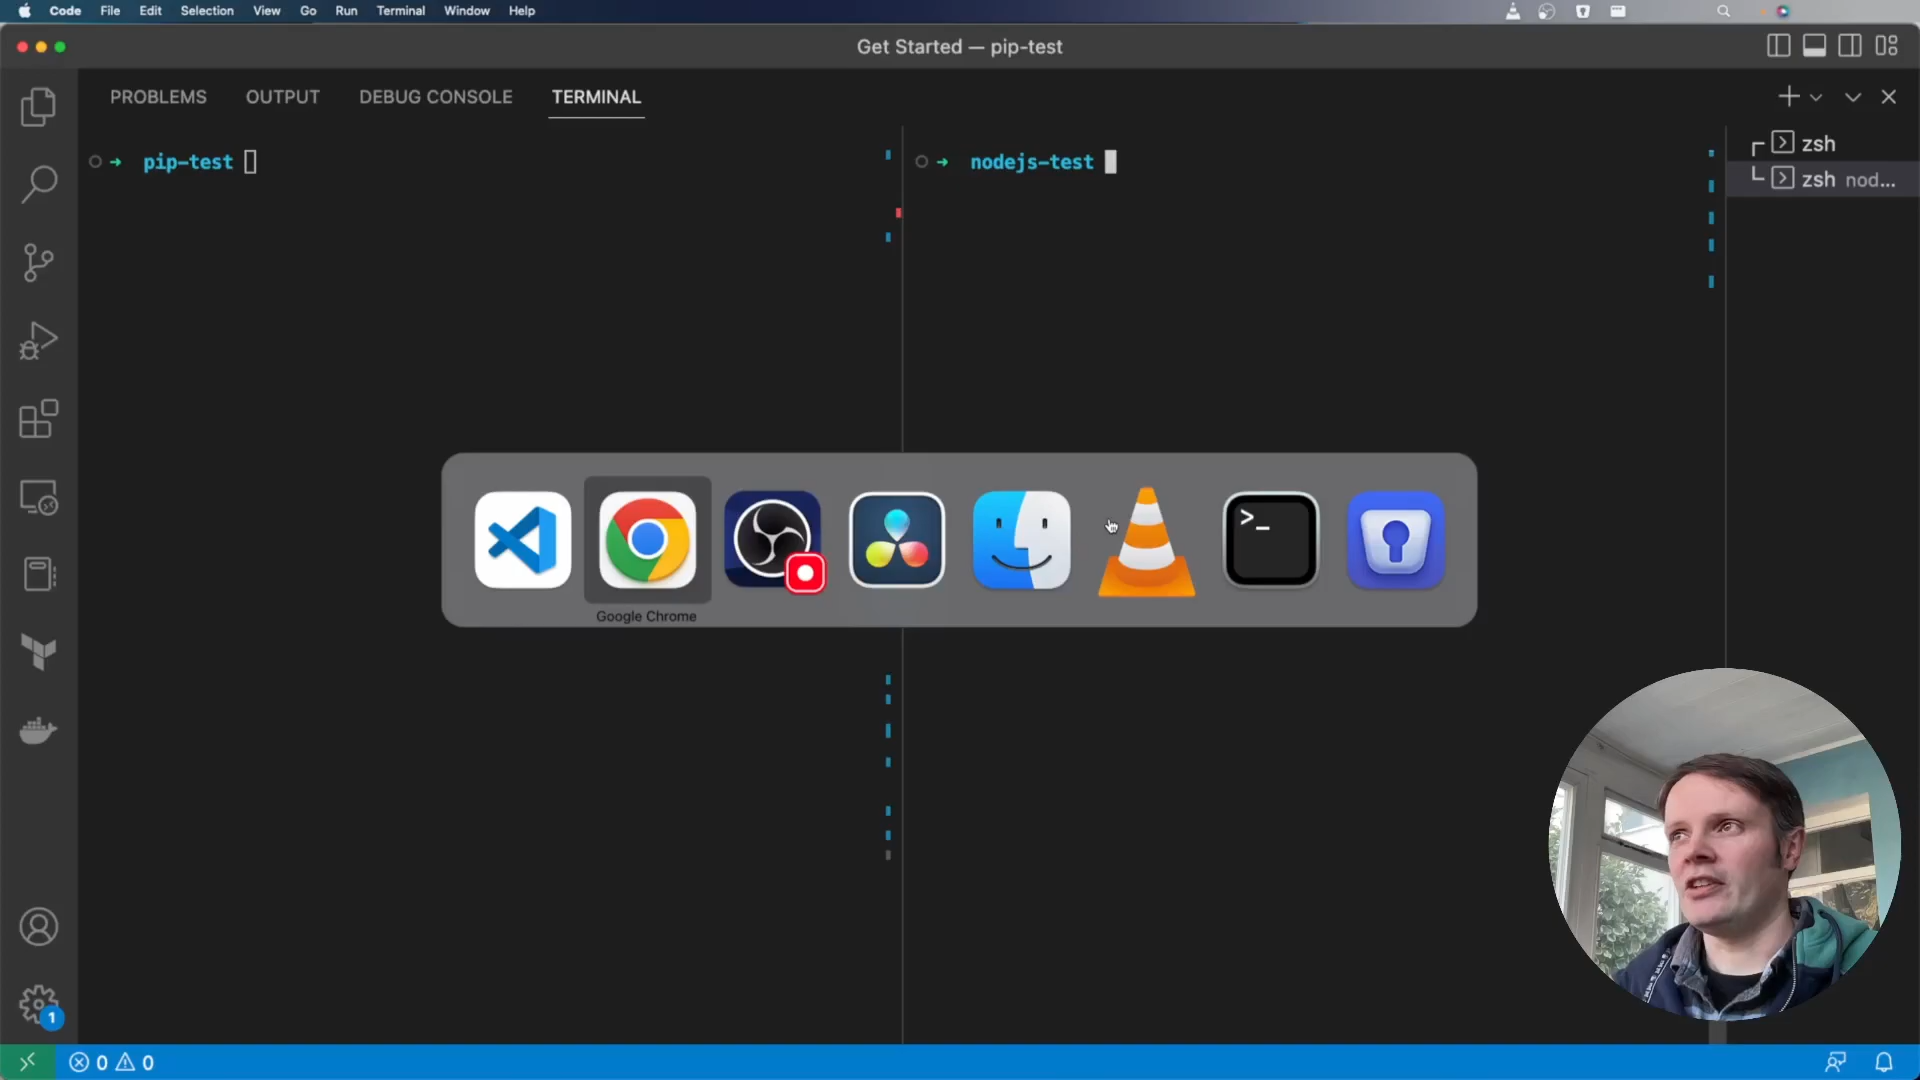 Code File Edit Selection View Go Run Terminal Window Help
Get Started — pip-test
PROBLEMS OUTPUT DEBUG CONSOLE TERMINAL
pip-test
nodejs-test
zsh
zsh nod...
>_
Google Chrome
1
0 0